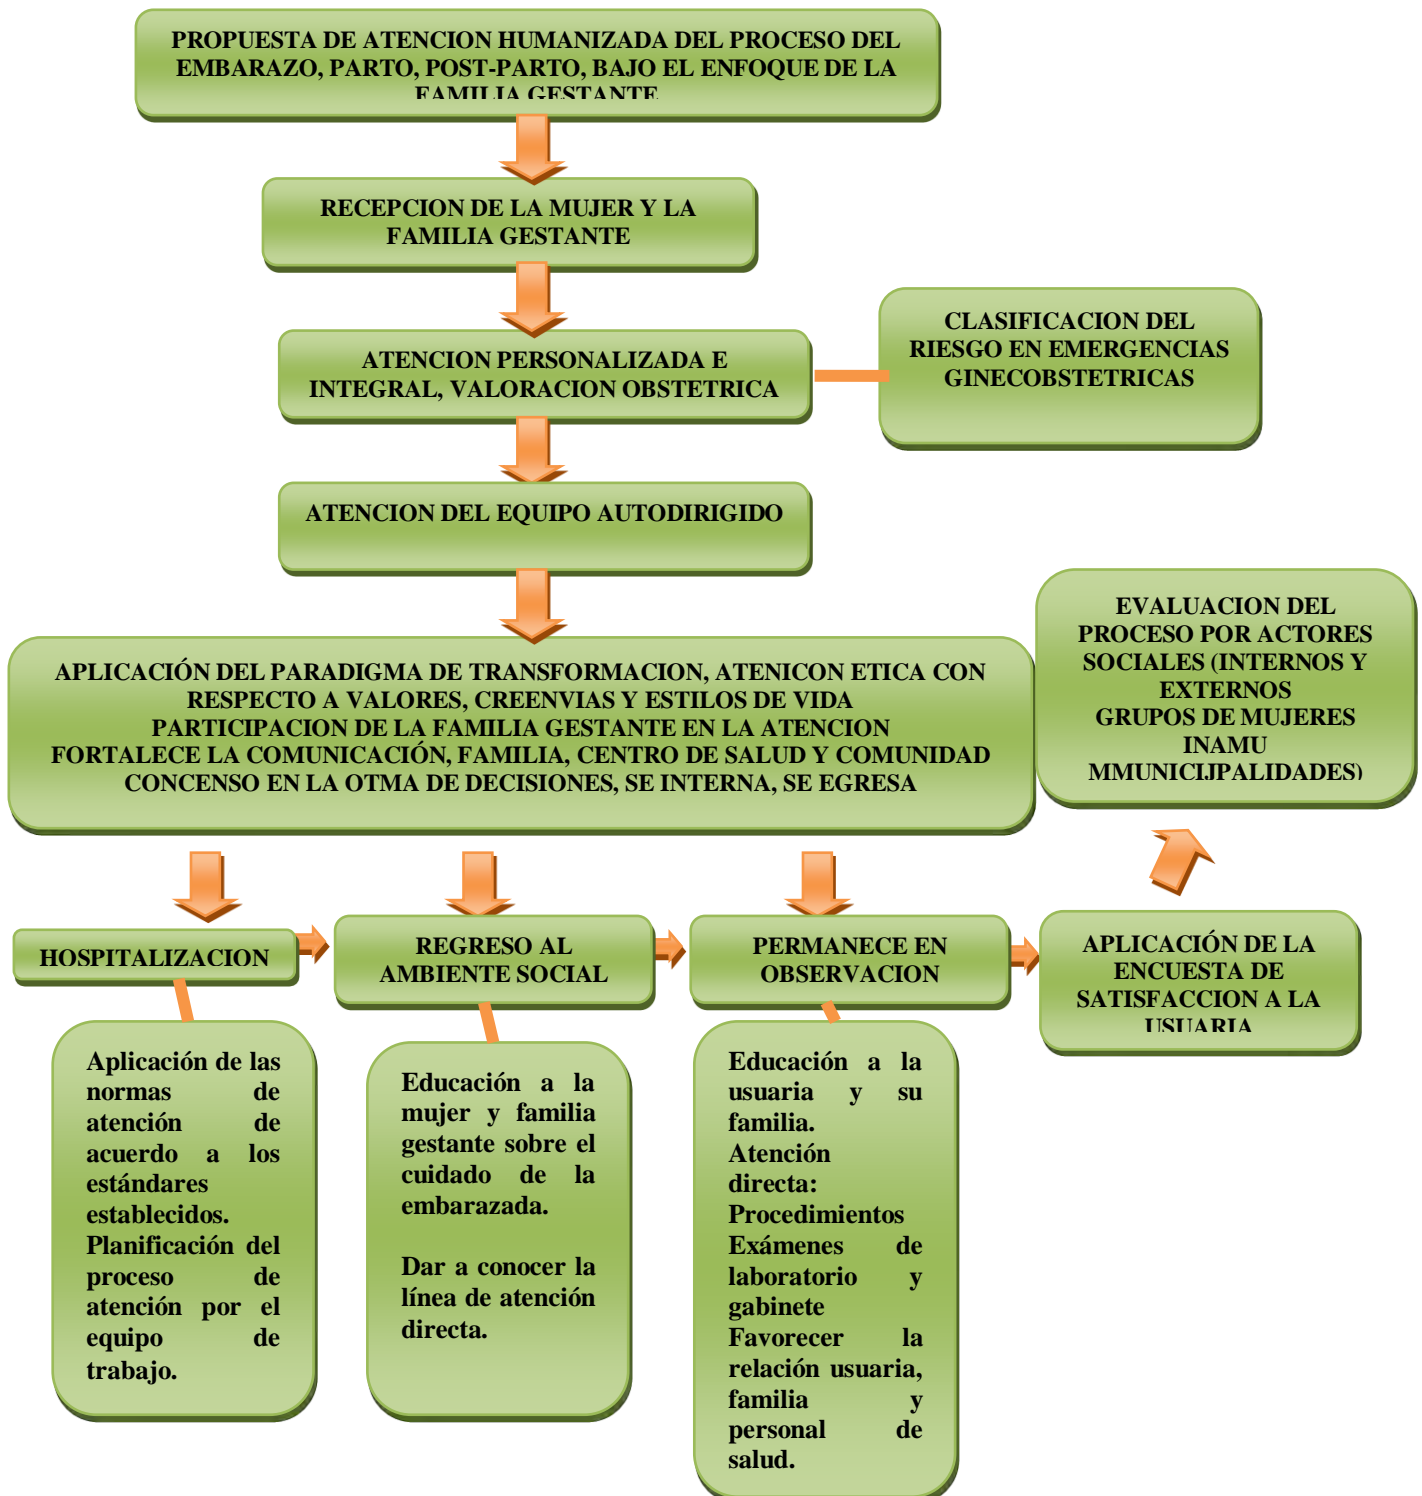 PROPUESTA DE ATENCION HUMANIZADA DEL PROCESO DEL
EMBARAZO, PARTO, POST-PARTO, BAJO EL ENFOQUE DE LA
FAMILIA GESTANTE
RECEPCION DE LA MUJER Y LA
FAMILIA GESTANTE
ATENCION PERSONALIZADA E
INTEGRAL, VALORACION OBSTETRICA
CLASIFICACION DEL
RIESGO EN EMERGENCIAS
GINECOBSTETRICAS
ATENCION DEL EQUIPO AUTODIRIGIDO
APLICACIÓN DEL PARADIGMA DE TRANSFORMACION, ATENICON ETICA CON
RESPECTO A VALORES, CREENVIAS Y ESTILOS DE VIDA
PARTICIPACION DE LA FAMILIA GESTANTE EN LA ATENCION
FORTALECE LA COMUNICACIÓN, FAMILIA, CENTRO DE SALUD Y COMUNIDAD
CONCENSO EN LA OTMA DE DECISIONES, SE INTERNA, SE EGRESA
EVALUACION DEL
PROCESO POR ACTORES
SOCIALES (INTERNOS Y
EXTERNOS
GRUPOS DE MUJERES
INAMU
MMUNICIJPALIDADES)
HOSPITALIZACION
REGRESO AL
AMBIENTE SOCIAL
PERMANECE EN
OBSERVACION
APLICACIÓN DE LA
ENCUESTA DE
SATISFACCION A LA
USUARIA
Aplicación de las
normas de
atención de
acuerdo a los
estándares
establecidos.
Planificación del
proceso de
atención por el
equipo de
trabajo.
Educación a la
mujer y familia
gestante sobre el
cuidado de la
embarazada.
Dar a conocer la
línea de atención
directa.
Educación a la
usuaria y su
familia.
Atención
directa:
Procedimientos
Exámenes de
laboratorio y
gabinete
Favorecer la
relación usuaria,
familia y
personal de
salud.